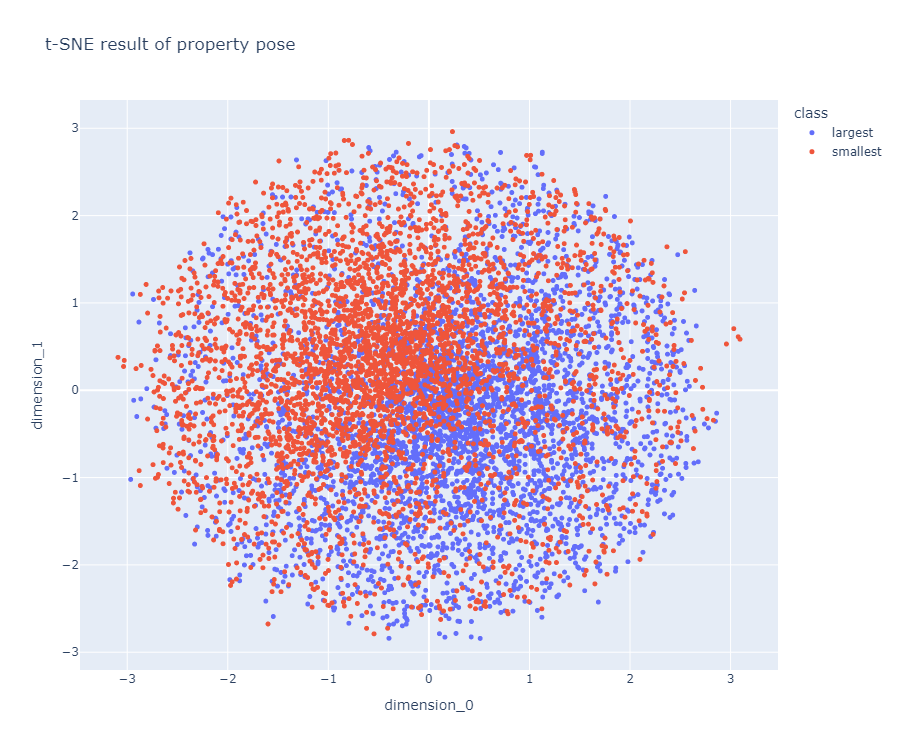 t-SNE result of property pose
class
largest
smallest
3
2
1
0
−1
−2
−3
dimension_1
−3
−2
−1
0
1
2
3
dimension_0